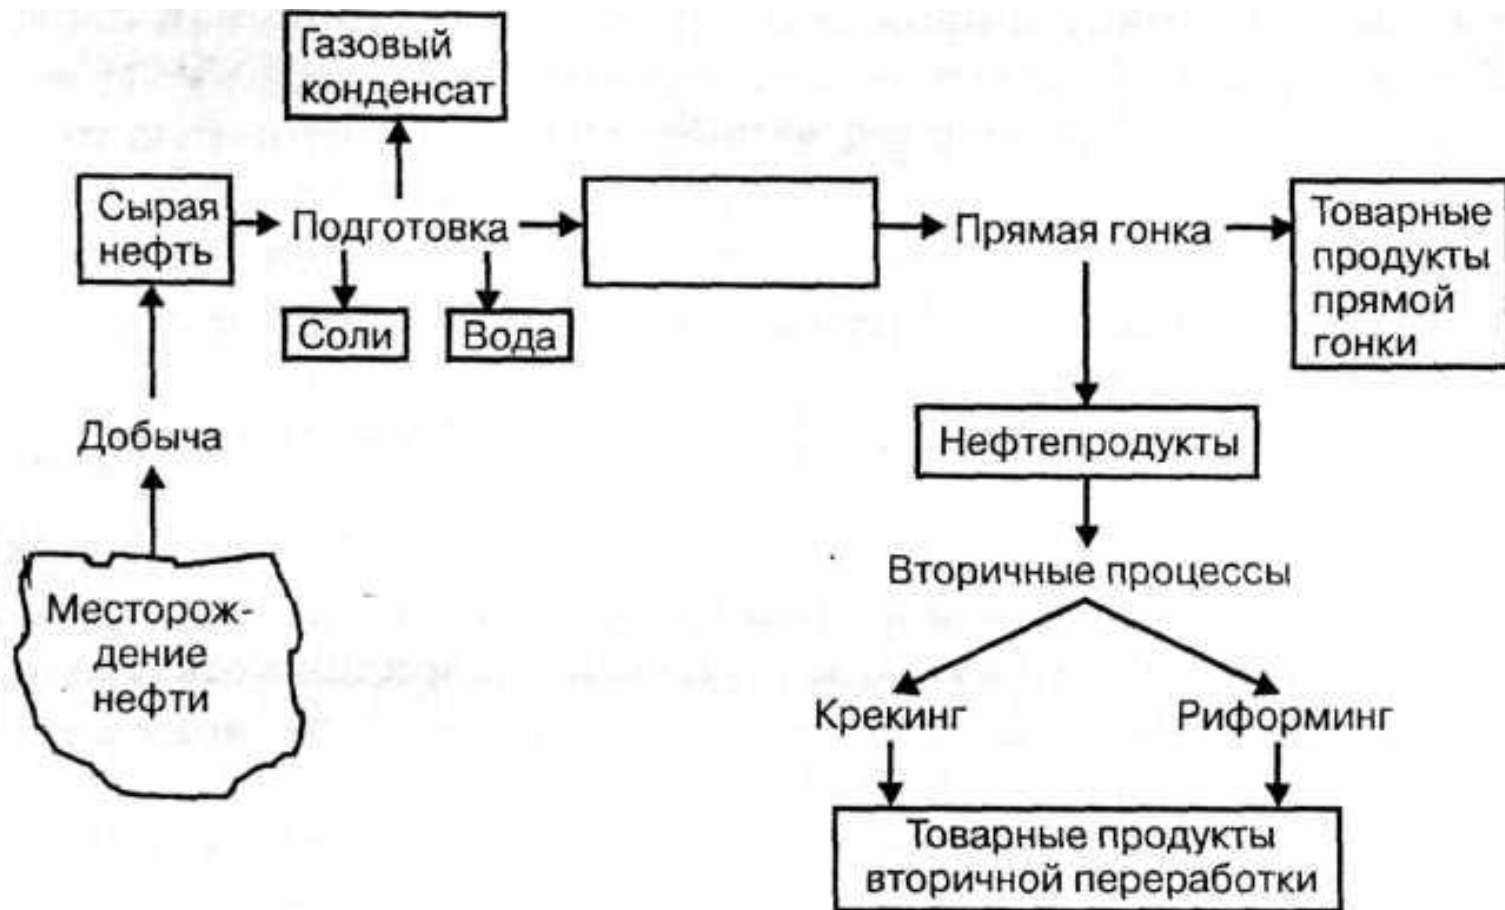 Газовый
конденсат
Сырая
нефть
Подготовка
Прямая гонка
Товарные
продукты
прямой
гонки
Соли
Вода
Добыча
Нефтепродукты
Месторож-
дение
нефти
Вторичные процессы
Крекинг
Риформинг
Товарные продукты
вторичной переработки